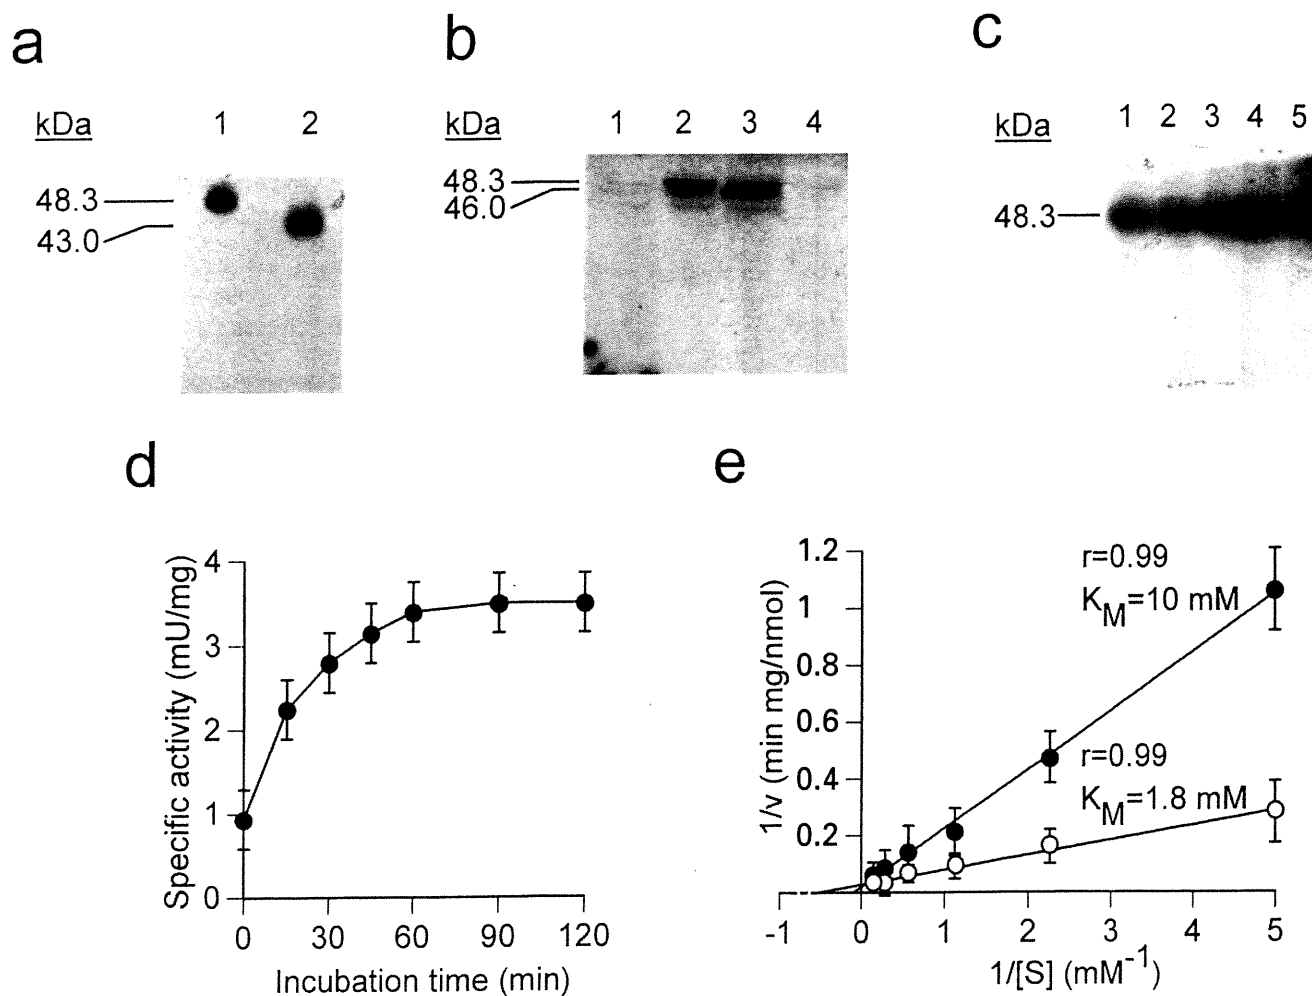 a
kDa 1 2
48.3
43.0
b
kDa 1 2 3 4
48.3
46.0
c
kDa 1 2 3 4 5
48.3
d
Specific activity (mU/mg)
4
3
2
1
0
0 30 60 90 120
Incubation time (min)
e
1/v (min mg/nmol)
1.2
1
0.8
0.6
0.4
0.2
r=0.99
KM=10 mM
r=0.99
KM=1.8 mM
-1 0 1 2 3 4 5
1/[S] (mM-1)